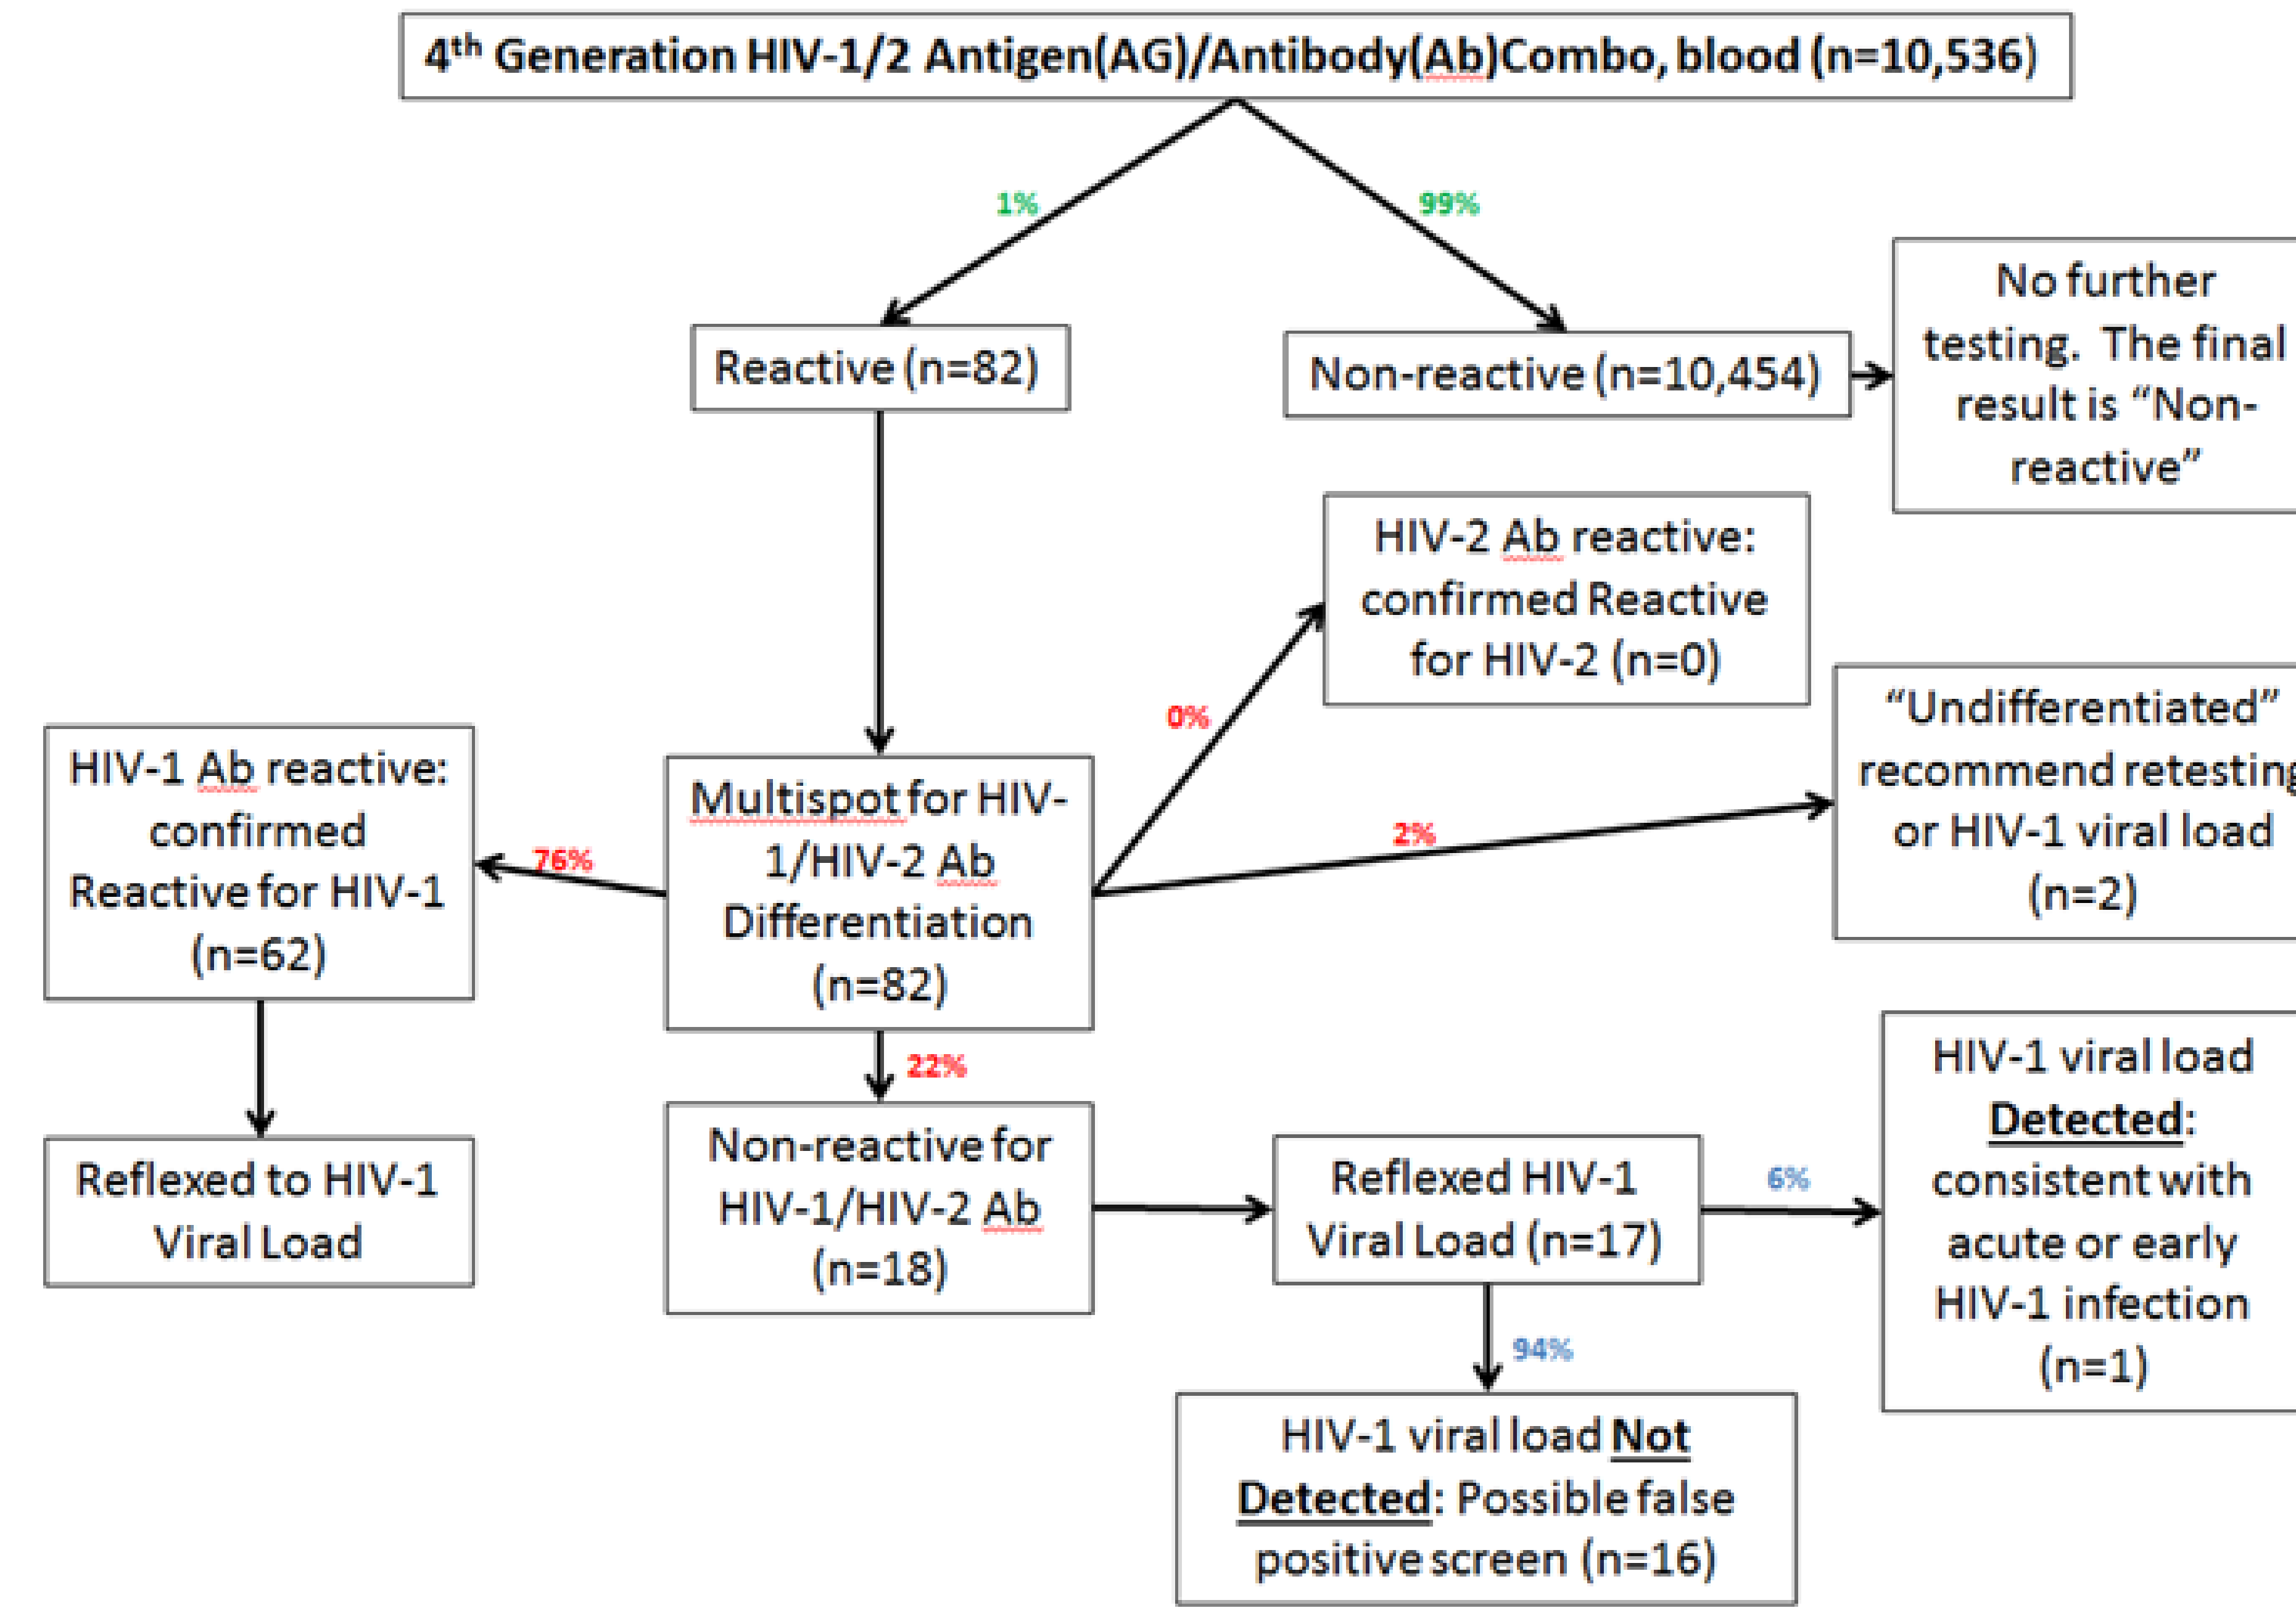 4th Generation HIV-1/2 Antigen(AG)/Antibody(Ab)Combo, blood (n=10,536)
1%
99%
Reactive (n=82)
Non-reactive (n=10,454)
No further
testing. The final
result is “Non-
reactive”
HIV-2 Ab reactive:
confirmed Reactive
for HIV-2 (n=0)
0%
“Undifferentiated”
recommend retesting
or HIV-1 viral load
(n=2)
2%
HIV-1 Ab reactive:
confirmed
Reactive for HIV-1
(n=62)
76%
Multispot for HIV-
1/HIV-2 Ab
Differentiation
(n=82)
22%
Reflexed to HIV-1
Viral Load
Non-reactive for
HIV-1/HIV-2 Ab
(n=18)
Reflexed HIV-1
Viral Load (n=17)
6%
HIV-1 viral load
Detected:
consistent with
acute or early
HIV-1 infection
(n=1)
94%
HIV-1 viral load Not
Detected: Possible false
positive screen (n=16)